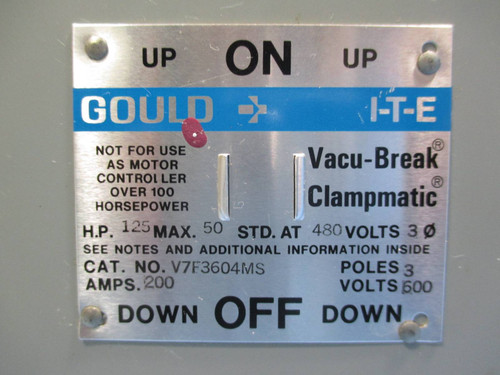 UP ON UP
GOULD I-T-E
NOT FOR USE
AS MOTOR
CONTROLLER
OVER 100
HORSEPOWER
Vacu-Break®
Clampmatic®
H.P. 125 MAX. 50 STD. AT 480 VOLTS 3 Ø
SEE NOTES AND ADDITIONAL INFORMATION INSIDE
CAT. NO. V7F3604MS POLES 3
AMPS. 200 VOLTS 600
DOWN OFF DOWN